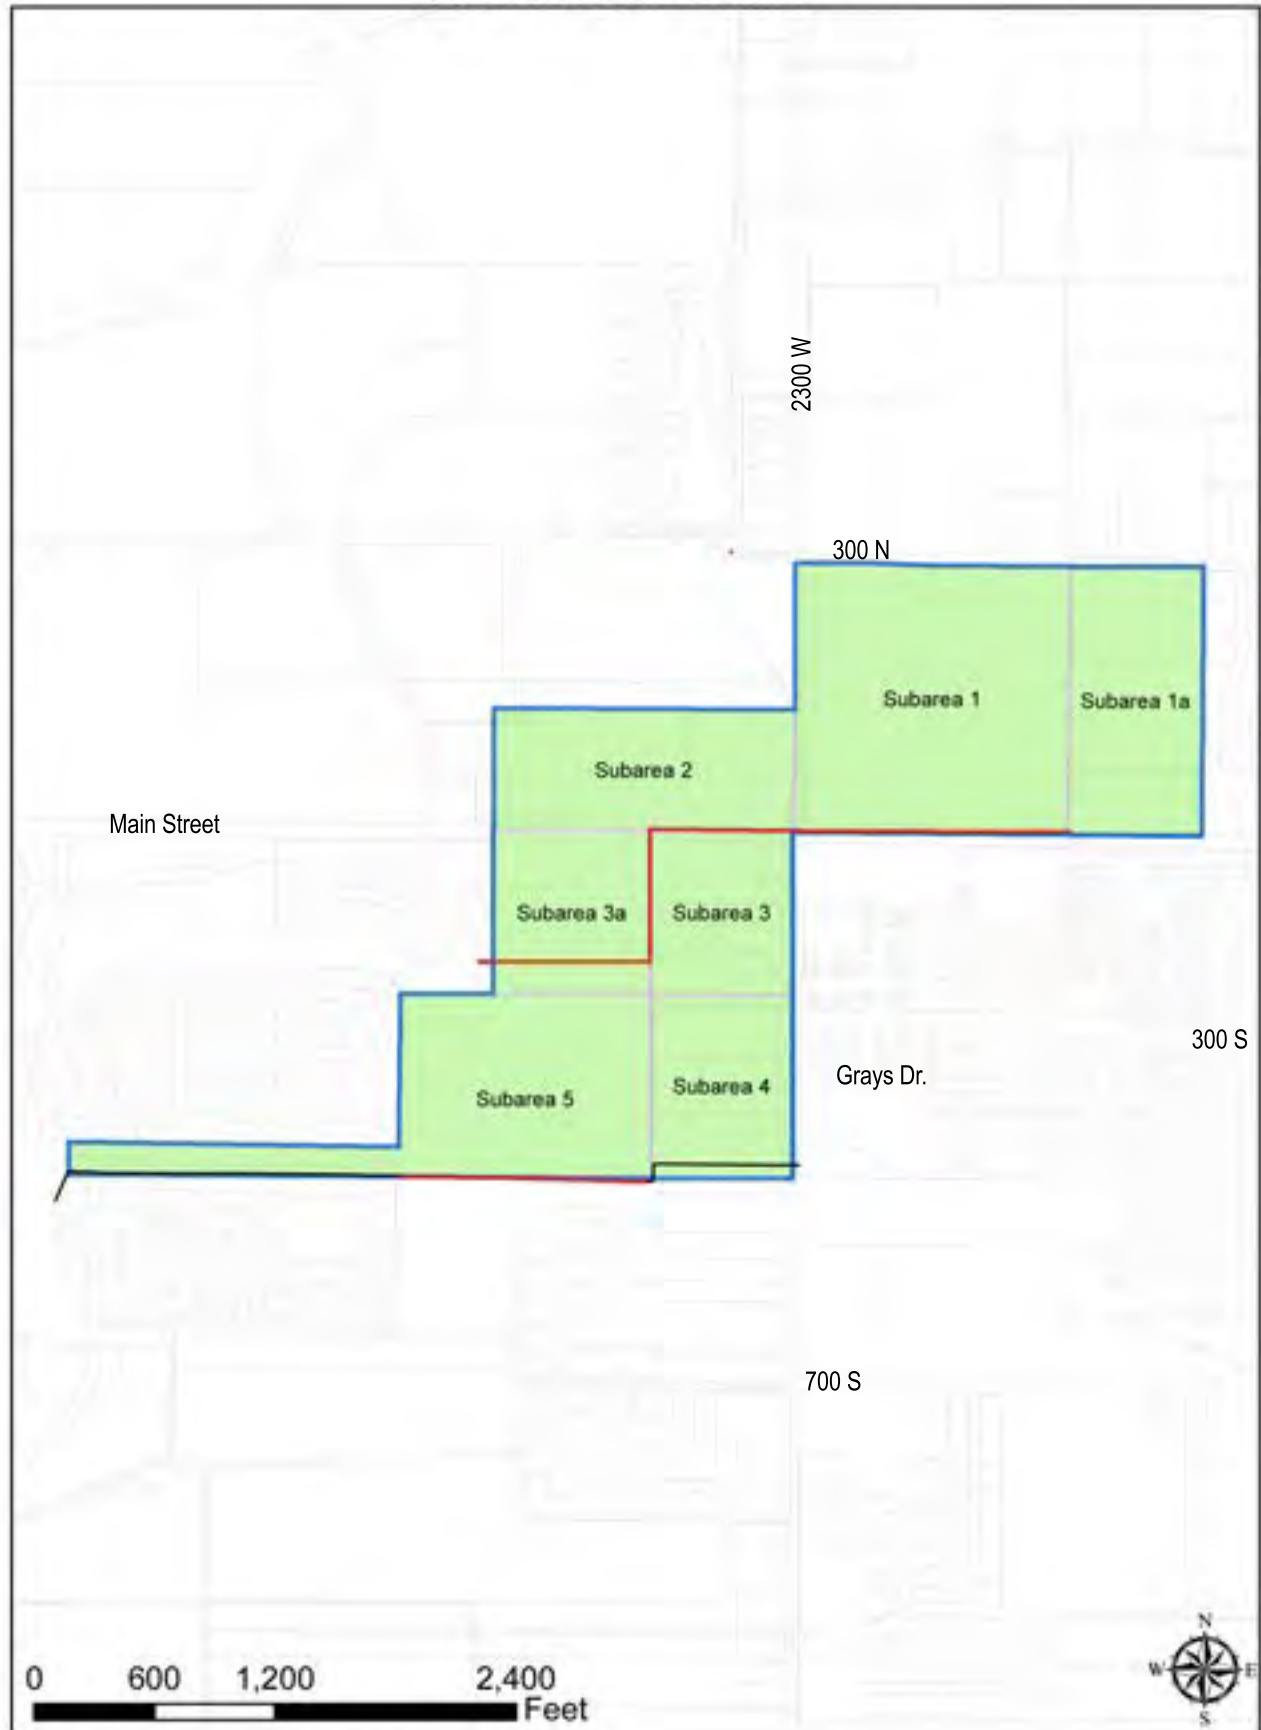 2300 W
300 N
Subarea 1
Subarea 1a
Subarea 2
Main Street
Subarea 3a
Subarea 3
300 S
Grays Dr.
Subarea 4
Subarea 5
700 S
N
W
E
S
0 600 1,200 2,400
Feet